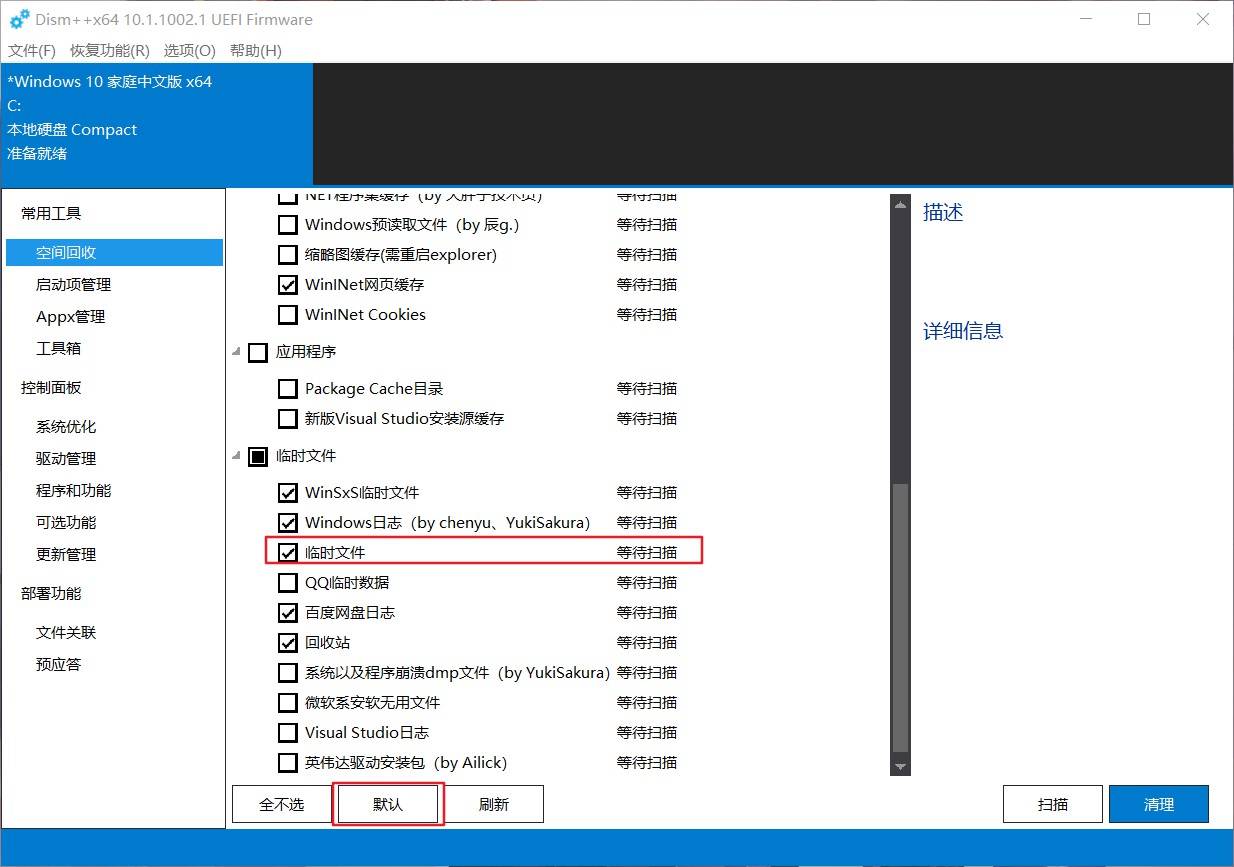 Dism++x64 10.1.1002.1 UEFI Firmware
文件(F) 恢复功能(R) 选项(O) 帮助(H)
*Windows 10 家庭中文版 x64
C:
本地硬盘 Compact
准备就绪
常用工具
空间回收
启动项管理
Appx管理
工具箱
控制面板
系统优化
驱动管理
程序和功能
可选功能
更新管理
部署功能
文件关联
预应答
NET程序集缓存（by 大胖子技术员） 等待扫描
Windows预读取文件（by 辰g.） 等待扫描
缩略图缓存(需重启explorer) 等待扫描
WinINet网页缓存 等待扫描
WinINet Cookies 等待扫描
应用程序
Package Cache目录 等待扫描
新版Visual Studio安装源缓存 等待扫描
临时文件
WinSxS临时文件 等待扫描
Windows日志（by chenyu、YukiSakura） 等待扫描
临时文件 等待扫描
QQ临时数据 等待扫描
百度网盘日志 等待扫描
回收站 等待扫描
系统以及程序崩溃dmp文件（by YukiSakura） 等待扫描
微软系安软无用文件 等待扫描
Visual Studio日志 等待扫描
英伟达驱动安装包（by Ailick） 等待扫描
全不选 默认 刷新
描述
详细信息
扫描 清理